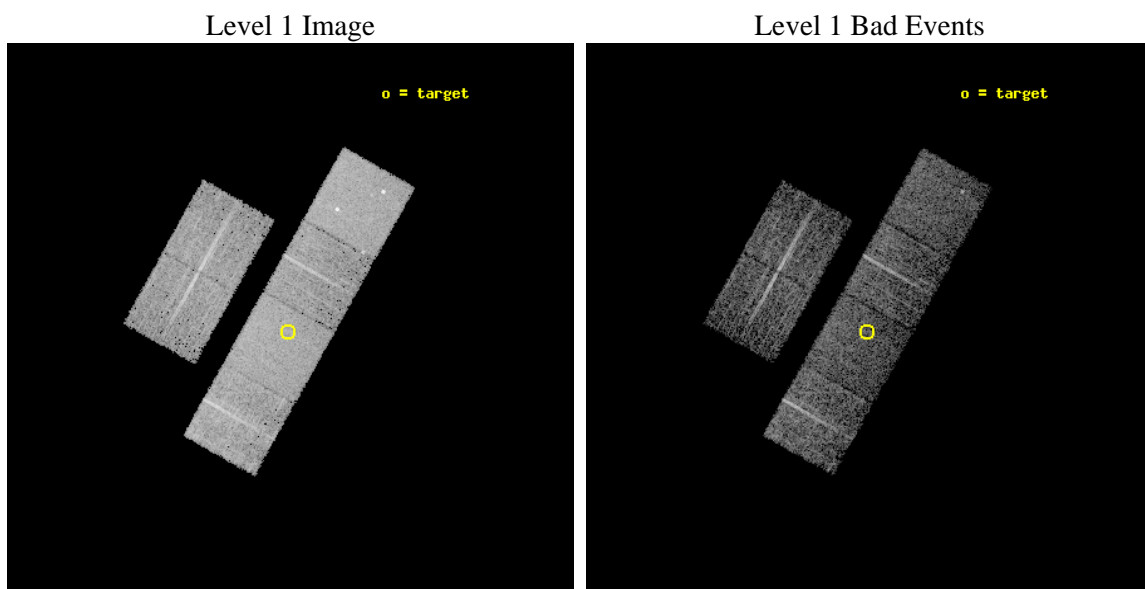 Level 1 Image
Level 1 Bad Events
o = target
o = target